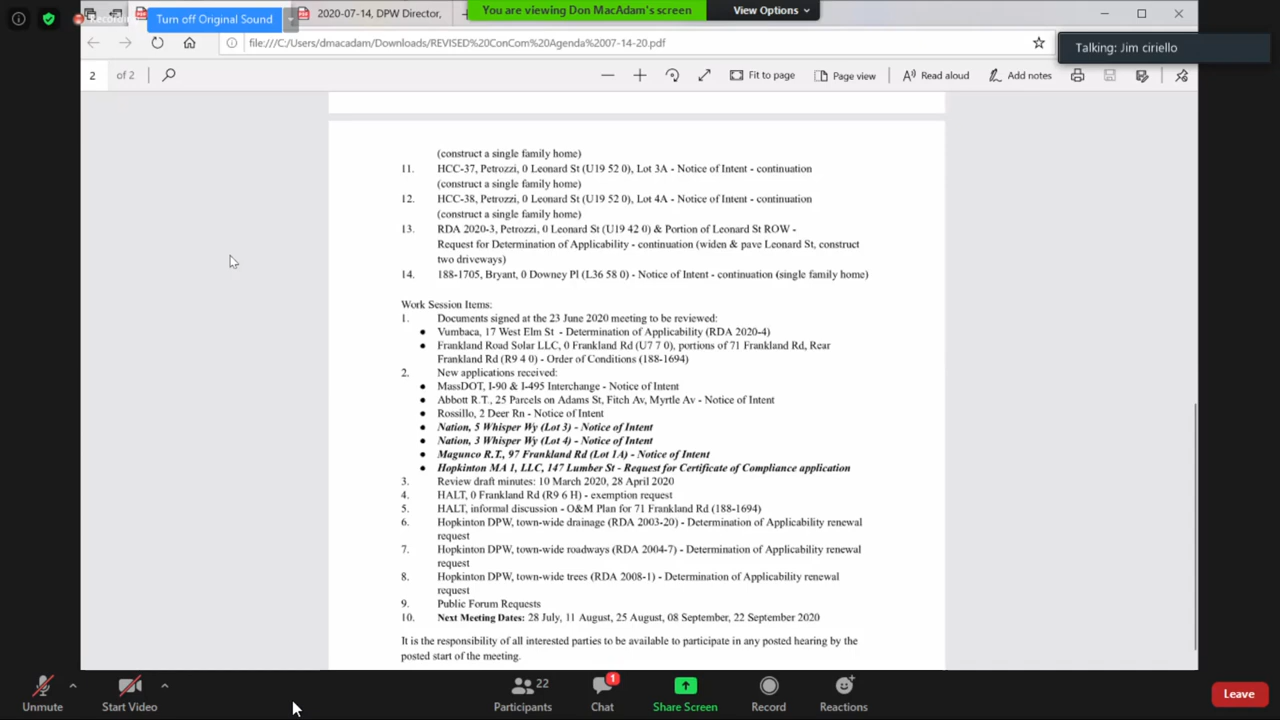 Recording
Turn off Original Sound
2020-07-14, DPW Director,
You are viewing Don MacAdam's screen
View Options
file:///C:/Users/dmacadam/Downloads/REVISED%20ConCom%20Agenda%2007-14-20.pdf
Talking: Jim ciriello
2 of 2
Fit to page
Page view
Read aloud
Add notes
(construct a single family home)
11. HCC-37, Petrozzi, 0 Leonard St (U19 52 0), Lot 3A - Notice of Intent - continuation
(construct a single family home)
12. HCC-38, Petrozzi, 0 Leonard St (U19 52 0), Lot 4A - Notice of Intent - continuation
(construct a single family home)
13. RDA 2020-3, Petrozzi, 0 Leonard St (U19 42 0) & Portion of Leonard St ROW -
Request for Determination of Applicability - continuation (widen & pave Leonard St, construct
two driveways)
14. 188-1705, Bryant, 0 Downey Pl (L36 58 0) - Notice of Intent - continuation (single family home)
Work Session Items:
1. Documents signed at the 23 June 2020 meeting to be reviewed:
• Vumbaca, 17 West Elm St - Determination of Applicability (RDA 2020-4)
• Frankland Road Solar LLC, 0 Frankland Rd (U7 7 0), portions of 71 Frankland Rd, Rear
Frankland Rd (R9 4 0) - Order of Conditions (188-1694)
2. New applications received:
• MassDOT, I-90 & I-495 Interchange - Notice of Intent
• Abbott R.T., 25 Parcels on Adams St, Fitch Av, Myrtle Av - Notice of Intent
• Rossillo, 2 Deer Rn - Notice of Intent
• Nation, 5 Whisper Wy (Lot 3) - Notice of Intent
• Nation, 3 Whisper Wy (Lot 4) - Notice of Intent
• Magunco R.T., 97 Frankland Rd (Lot 1A) - Notice of Intent
• Hopkinton MA 1, LLC, 147 Lumber St - Request for Certificate of Compliance application
3. Review draft minutes: 10 March 2020, 28 April 2020
4. HALT, 0 Frankland Rd (R9 6 H) - exemption request
5. HALT, informal discussion - O&M Plan for 71 Frankland Rd (188-1694)
6. Hopkinton DPW, town-wide drainage (RDA 2003-20) - Determination of Applicability renewal
request
7. Hopkinton DPW, town-wide roadways (RDA 2004-7) - Determination of Applicability renewal
request
8. Hopkinton DPW, town-wide trees (RDA 2008-1) - Determination of Applicability renewal
request
9. Public Forum Requests
10. Next Meeting Dates: 28 July, 11 August, 25 August, 08 September, 22 September 2020
It is the responsibility of all interested parties to be available to participate in any posted hearing by the
posted start of the meeting.
22
1
Unmute
Start Video
Participants
Chat
Share Screen
Record
Reactions
Leave